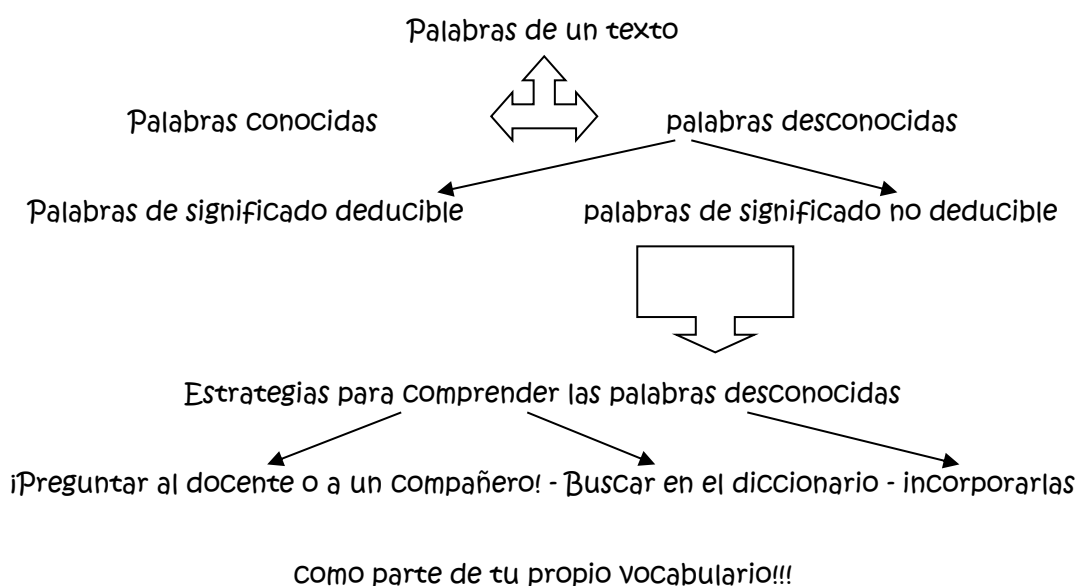 Palabras de un texto
Palabras conocidas palabras desconocidas
Palabras de significado deducible palabras de significado no deducible
Estrategias para comprender las palabras desconocidas
¡Preguntar al docente o a un compañero! - Buscar en el diccionario - incorporarlas
como parte de tu propio vocabulario!!!